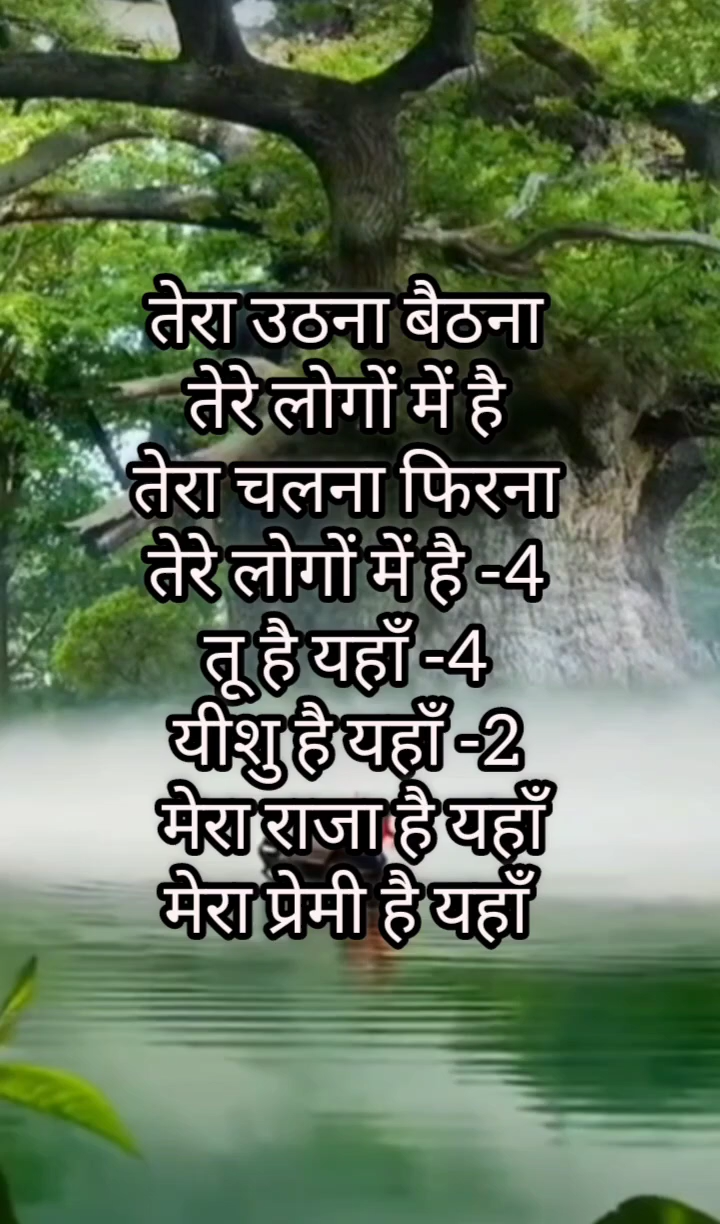 तेरा उठना बैठना
तेरे लोगों में है
तेरा चलना फिरना
तेरे लोगों में है -4
तू है यहाँ -4
यीशु है यहाँ -2
मेरा राजा है यहाँ
मेरा प्रेमी है यहाँ